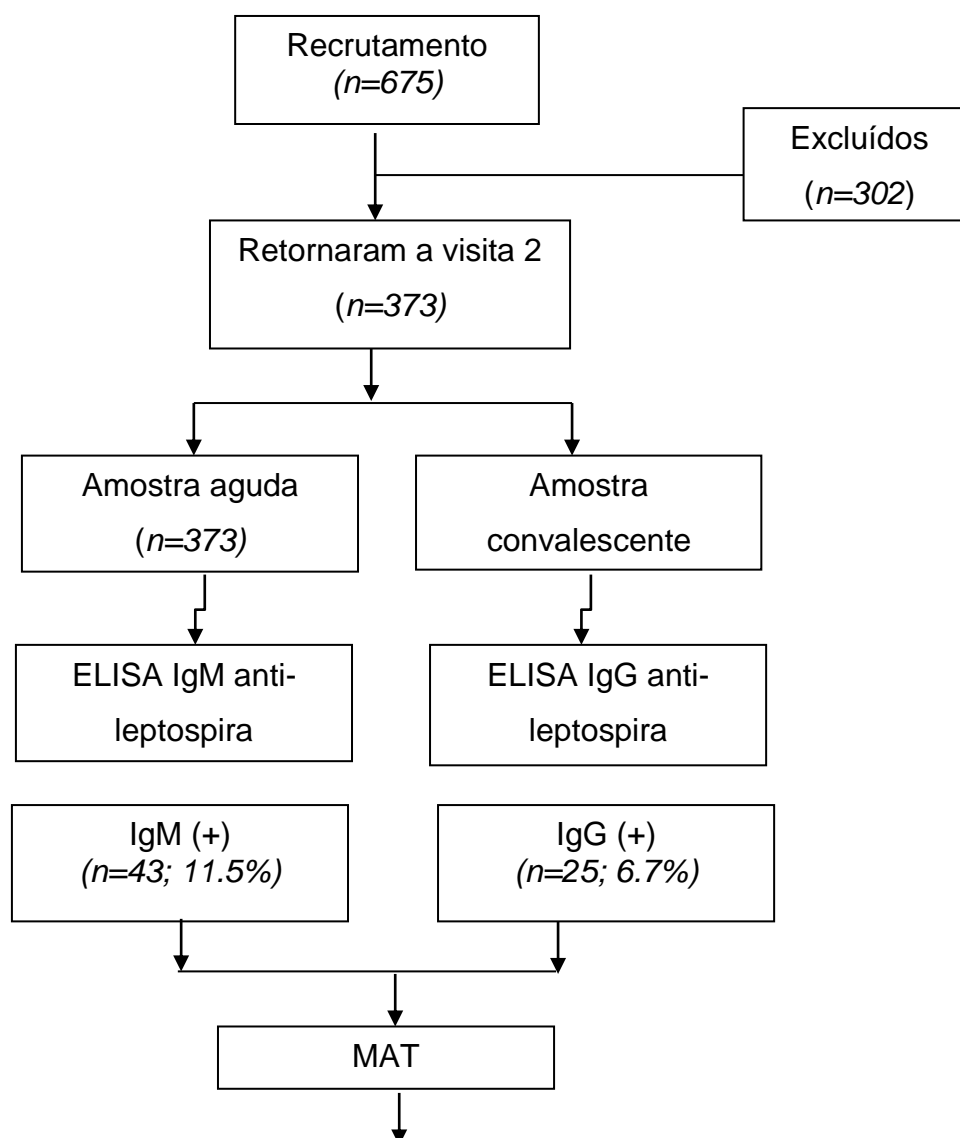 Recrutamento
(n=675)
Excluídos
(n=302)
Retornaram a visita 2
(n=373)
Amostra aguda
(n=373)
Amostra
convalescente
ELISA IgM anti-
leptospira
ELISA IgG anti-
leptospira
IgM (+)
(n=43; 11.5%)
IgG (+)
(n=25; 6.7%)
MAT